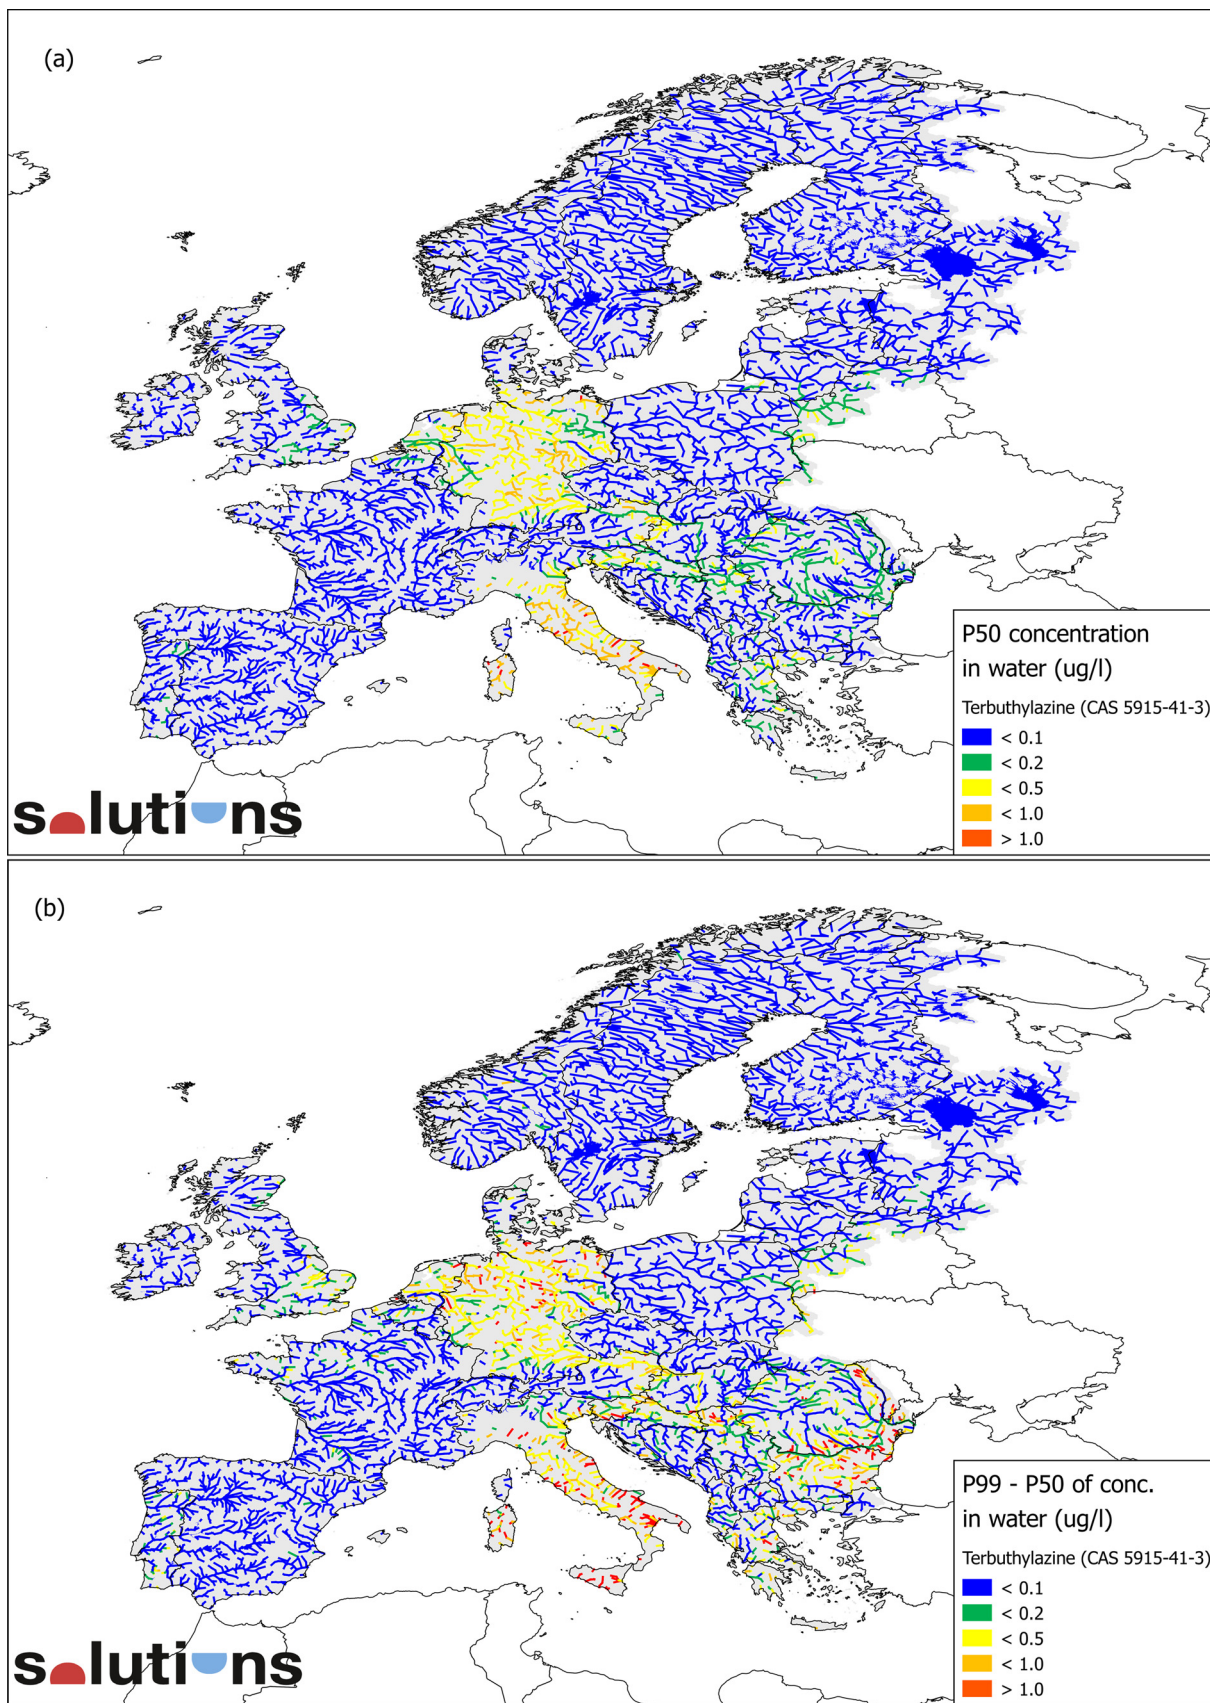 (a)
P50 concentration
in water (ug/l)
Terbuthylazine (CAS 5915-41-3)
< 0.1
< 0.2
< 0.5
< 1.0
> 1.0
solutions
(b)
P99 - P50 of conc.
in water (ug/l)
Terbuthylazine (CAS 5915-41-3)
< 0.1
< 0.2
< 0.5
< 1.0
> 1.0
solutions